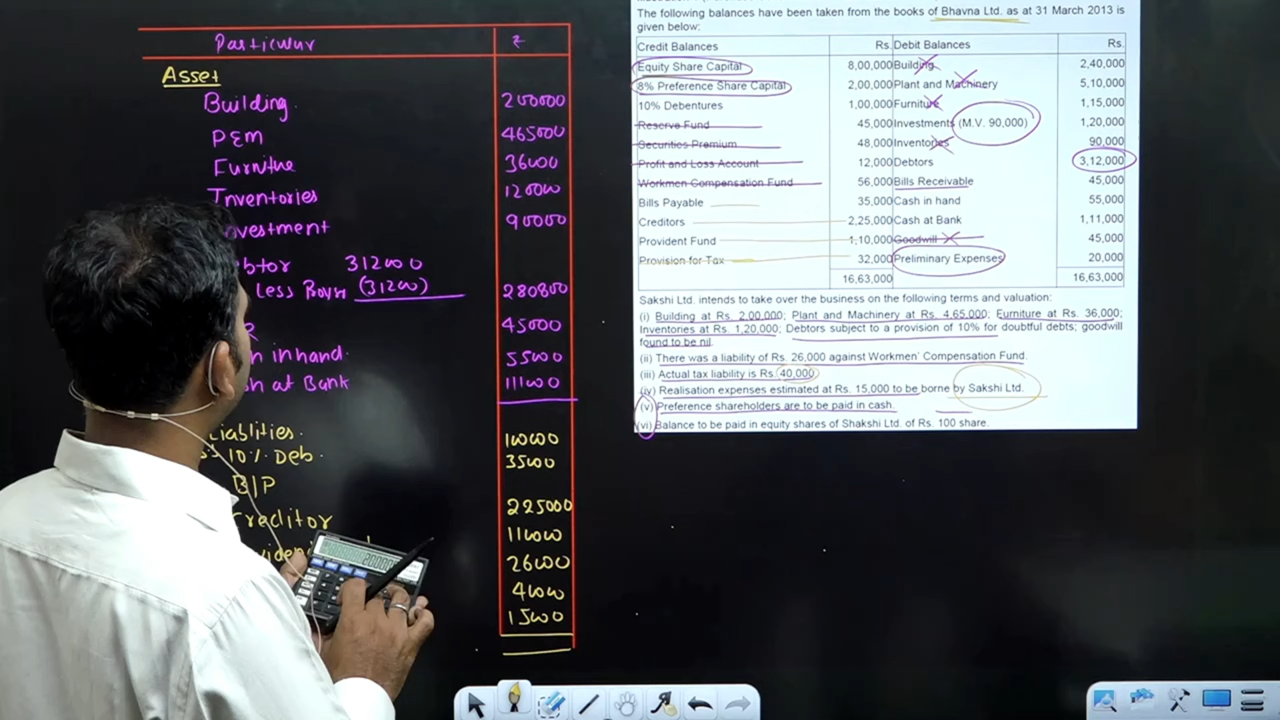 Particular ₹
Asset
Building. 200000
P&M 465000
Furniture 36000
Inventories 120000
nvestment 90000
btor 312000
Less Provi (31200) 280800
45000
n in hand. 55000
sh at Bank 111000
Liablities.
10% Deb. 100000
B/P 35000
Creditor 225000
110000
26000
40000
15000
The following balances have been taken from the books of Bhavna Ltd. as at 31 March 2013 is
given below:
Credit Balances Rs. Debit Balances Rs.
Equity Share Capital 8,00,000 Building 2,40,000
8% Preference Share Capital 2,00,000 Plant and Machinery 5,10,000
10% Debentures 1,00,000 Furniture 1,15,000
Reserve Fund 45,000 Investments (M.V. 90,000) 1,20,000
Securities Premium 48,000 Inventories 90,000
Profit and Loss Account 12,000 Debtors 3,12,000
Workmen Compensation Fund 56,000 Bills Receivable 45,000
Bills Payable 35,000 Cash in hand 55,000
Creditors 2,25,000 Cash at Bank 1,11,000
Provident Fund 1,10,000 Goodwill 45,000
Provision for Tax 32,000 Preliminary Expenses 20,000
16,63,000 16,63,000
Sakshi Ltd. intends to take over the business on the following terms and valuation:
(i) Building at Rs. 2,00,000; Plant and Machinery at Rs. 4,65,000; Furniture at Rs. 36,000;
Inventories at Rs. 1,20,000; Debtors subject to a provision of 10% for doubtful debts; goodwill
found to be nil.
(ii) There was a liability of Rs. 26,000 against Workmen' Compensation Fund.
(iii) Actual tax liability is Rs. 40,000
(iv) Realisation expenses estimated at Rs. 15,000 to be borne by Sakshi Ltd.
(v) Preference shareholders are to be paid in cash.
(vi) Balance to be paid in equity shares of Shakshi Ltd. of Rs. 100 share.